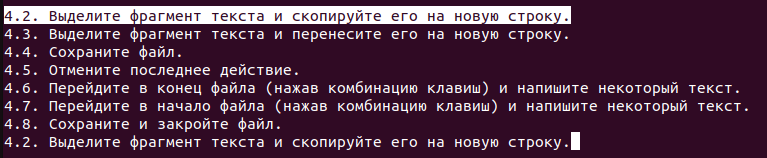 4.2. Выделите фрагмент текста и скопируйте его на новую строку.
4.3. Выделите фрагмент текста и перенесите его на новую строку.
4.4. Сохраните файл.
4.5. Отмените последнее действие.
4.6. Перейдите в конец файла (нажав комбинацию клавиш) и напишите некоторый текст.
4.7. Перейдите в начало файла (нажав комбинацию клавиш) и напишите некоторый текст.
4.8. Сохраните и закройте файл.
4.2. Выделите фрагмент текста и скопируйте его на новую строку.